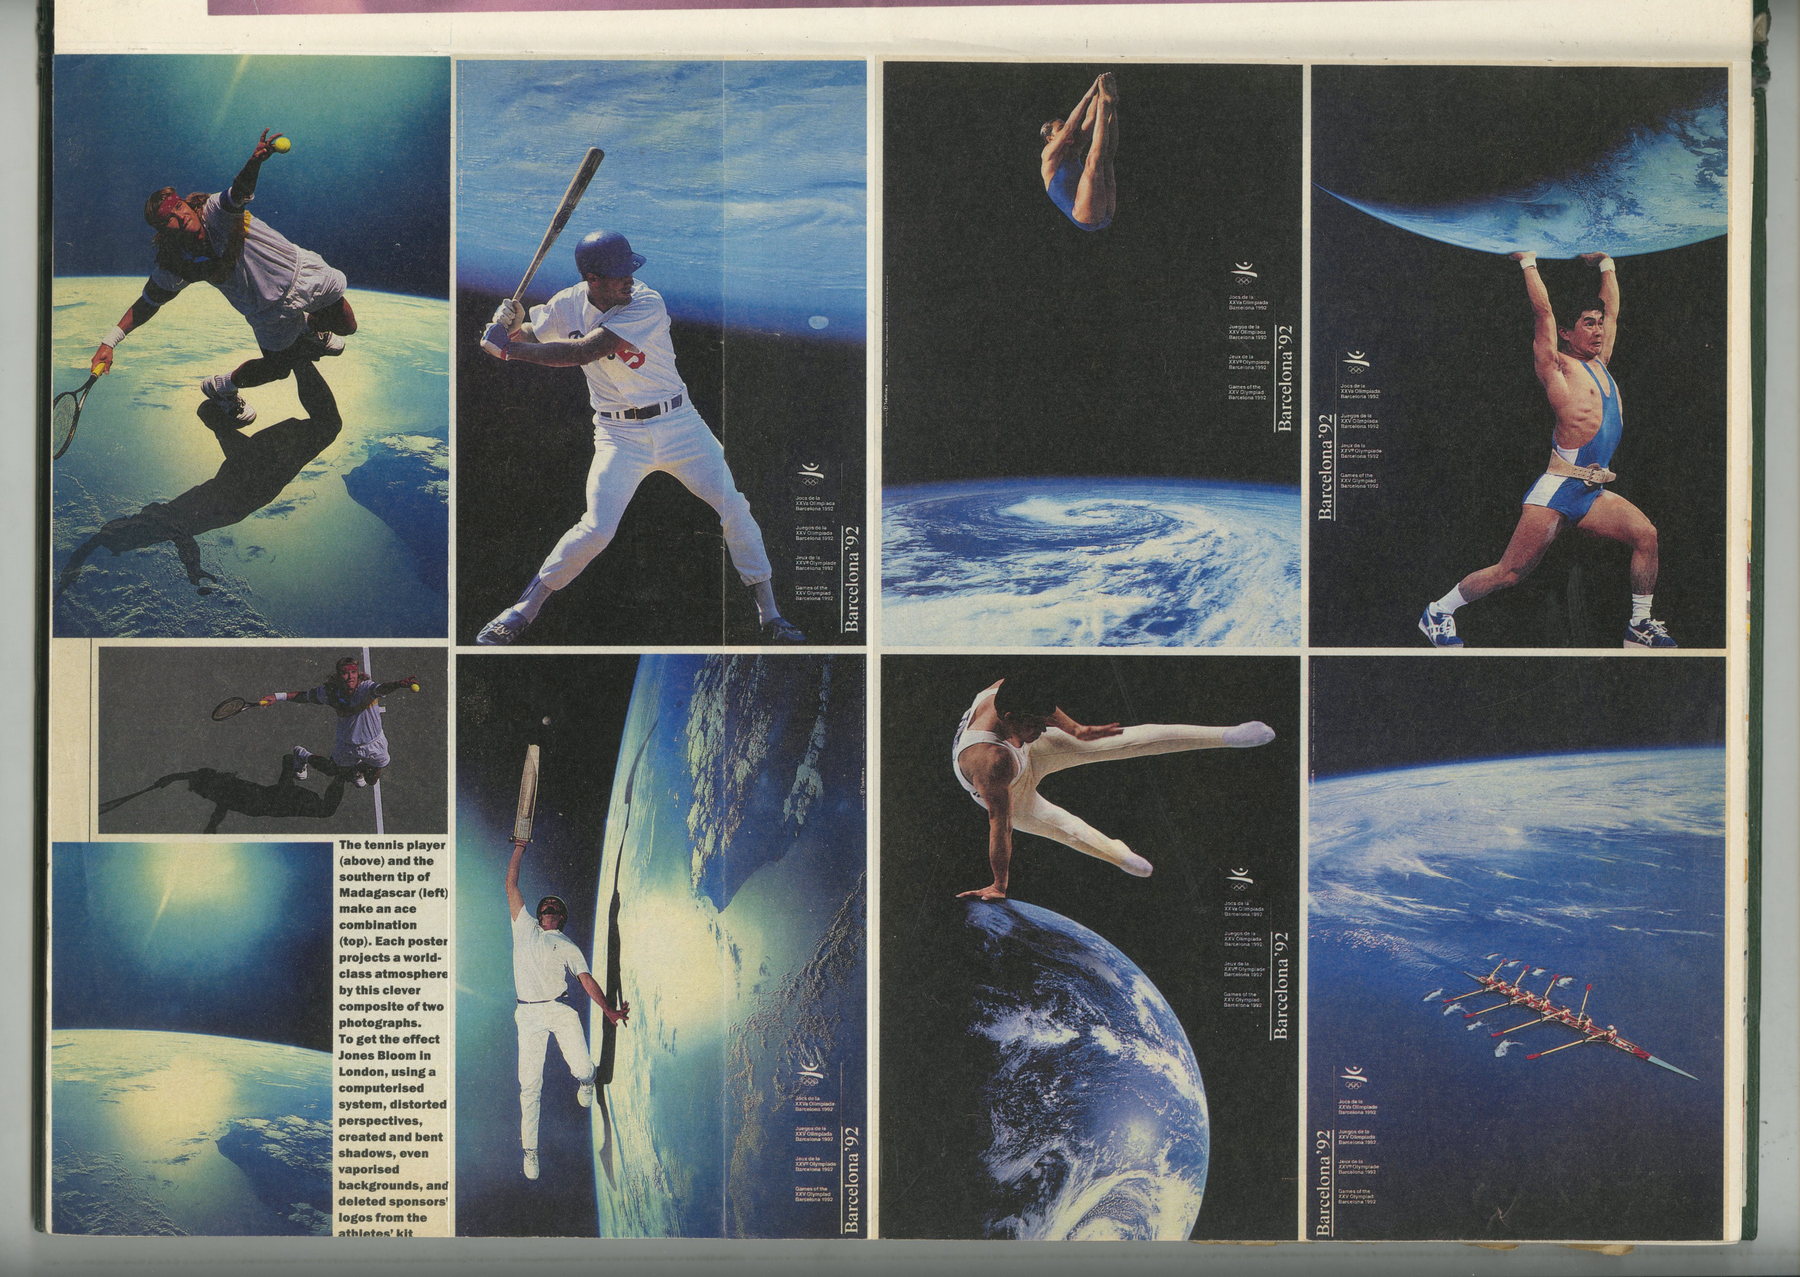 Jocs de la
XXVa Olimpíada
Barcelona 1992
Juegos de la
XXV Olimpiada
Barcelona 1992
Jeux de la
XXVe Olympiade
Barcelona 1992
Games of the
XXV Olympiad
Barcelona 1992
Barcelona'92
Jocs de la
XXVa Olimpíada
Barcelona 1992
Juegos de la
XXV Olimpiada
Barcelona 1992
Jeux de la
XXVe Olympiade
Barcelona 1992
Games of the
XXV Olympiad
Barcelona 1992
Barcelona'92
Barcelona'92
Jocs de la
XXVa Olimpíada
Barcelona 1992
Juegos de la
XXV Olimpiada
Barcelona 1992
Jeux de la
XXVe Olympiade
Barcelona 1992
Games of the
XXV Olympiad
Barcelona 1992
The tennis player
(above) and the
southern tip of
Madagascar (left)
make an ace
combination
(top). Each poster
projects a world-
class atmosphere
by this clever
composite of two
photographs.
To get the effect
Jones Bloom in
London, using a
computerised
system, distorted
perspectives,
created and bent
shadows, even
vaporised
backgrounds, and
deleted sponsors'
logos from the
athletes' kit
Jocs de la
XXVa Olimpíada
Barcelona 1992
Juegos de la
XXV Olimpiada
Barcelona 1992
Jeux de la
XXVe Olympiade
Barcelona 1992
Games of the
XXV Olympiad
Barcelona 1992
Barcelona'92
Jocs de la
XXVa Olimpíada
Barcelona 1992
Juegos de la
XXV Olimpiada
Barcelona 1992
Jeux de la
XXVe Olympiade
Barcelona 1992
Games of the
XXV Olympiad
Barcelona 1992
Barcelona'92
Barcelona'92
Jocs de la
XXVa Olimpíada
Barcelona 1992
Juegos de la
XXV Olimpiada
Barcelona 1992
Jeux de la
XXVe Olympiade
Barcelona 1992
Games of the
XXV Olympiad
Barcelona 1992